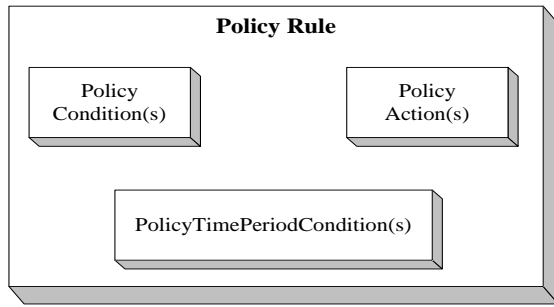 Policy Rule
Policy
Condition(s)
Policy
Action(s)
PolicyTimePeriodCondition(s)